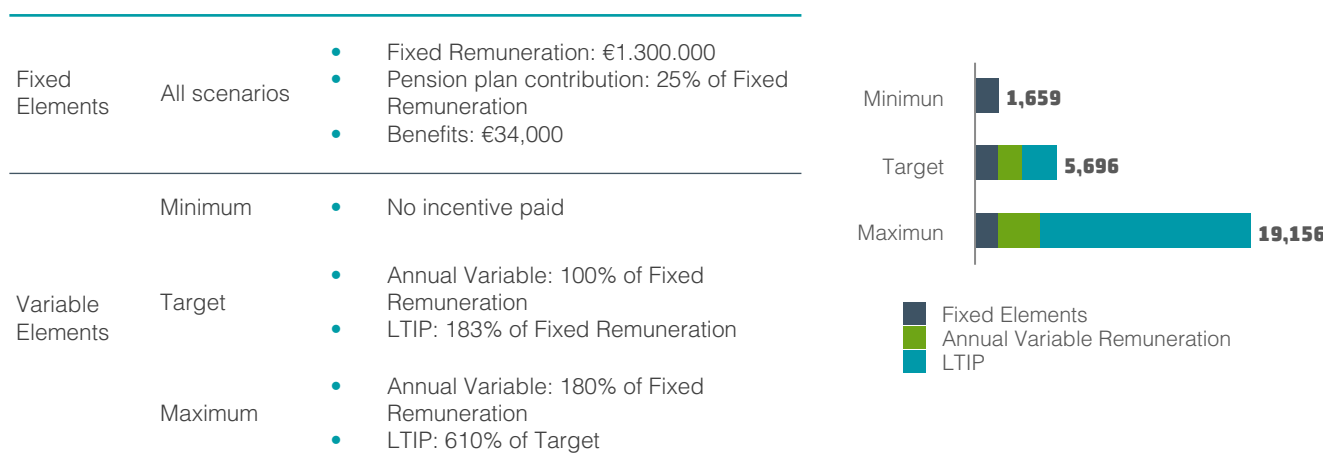 Fixed
Elements
All scenarios
• Fixed Remuneration: €1.300.000
• Pension plan contribution: 25% of Fixed
Remuneration
• Benefits: €34,000
Variable
Elements
Minimum
• No incentive paid
Target
• Annual Variable: 100% of Fixed
Remuneration
• LTIP: 183% of Fixed Remuneration
Maximum
• Annual Variable: 180% of Fixed
Remuneration
• LTIP: 610% of Target
Minimun 1,659
Target 5,696
Maximun 19,156
Fixed Elements
Annual Variable Remuneration
LTIP